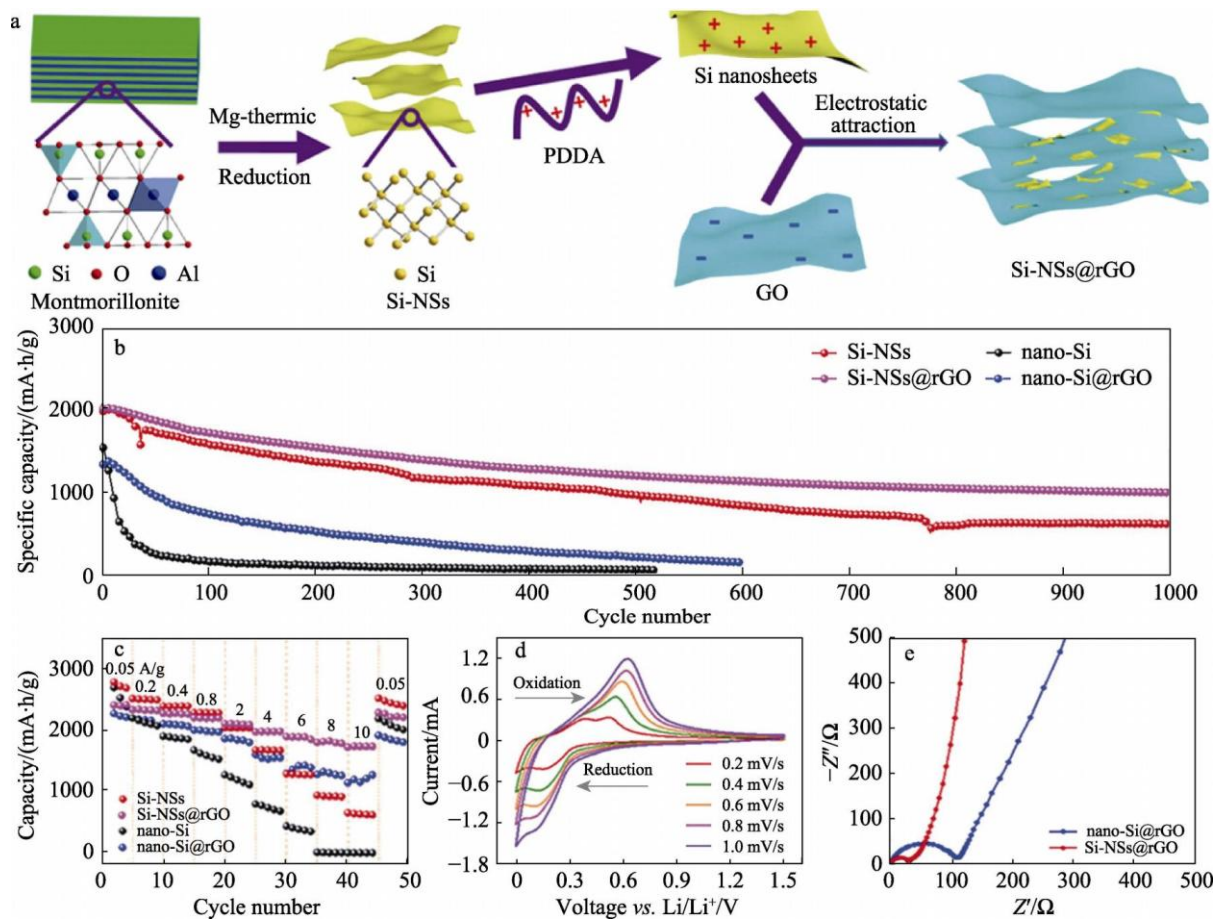 a
Mg-thermic
Reduction
PDDA
Si nanosheets
Electrostatic
attraction
GO
Si-NSs@rGO
Si O Al
Montmorillonite
Si
Si-NSs
b
Si-NSs nano-Si
Si-NSs@rGO nano-Si@rGO
3000
2000
1000
0
Specific capacity/(mA·h/g)
0 100 200 300 400 500 600 700 800 900 1000
Cycle number
c
0.05 A/g
0.2
0.4
0.8
2
4
6
8
10
0.05
Si-NSs
Si-NSs@rGO
nano-Si
nano-Si@rGO
3000
2000
1000
0
Capacity/(mA·h/g)
0 10 20 30 40 50
Cycle number
d
Oxidation
Reduction
0.2 mV/s
0.4 mV/s
0.6 mV/s
0.8 mV/s
1.0 mV/s
1.2
0.6
0
−0.6
−1.2
−1.8
Current/mA
0 0.3 0.6 0.9 1.2 1.5
Voltage vs. Li/Li⁺/V
e
nano-Si@rGO
Si-NSs@rGO
500
400
300
200
100
0
−Z″/Ω
0 100 200 300 400 500
Z′/Ω